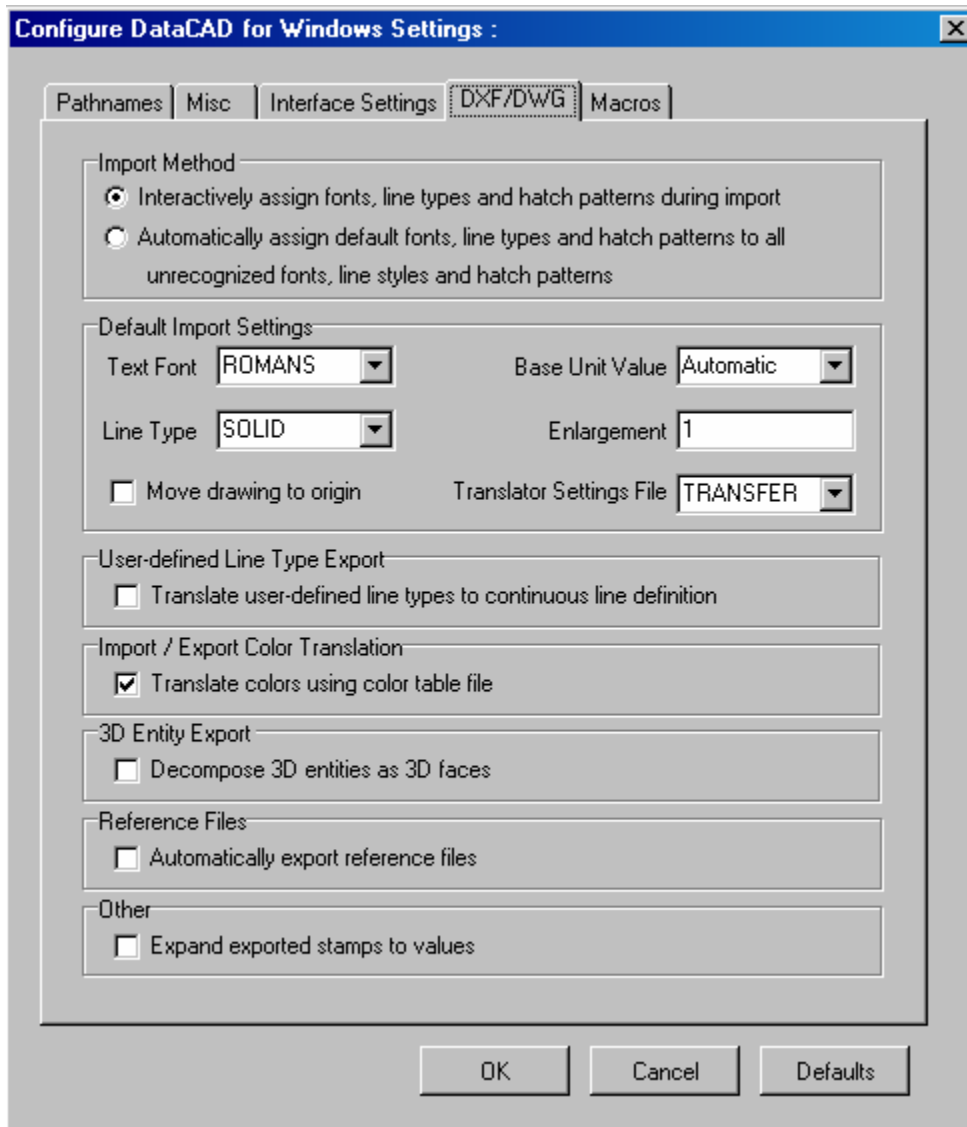 Configure DataCAD for Windows Settings :
Pathnames Misc Interface Settings DXF/DWG Macros
Import Method
Interactively assign fonts, line types and hatch patterns during import
Automatically assign default fonts, line types and hatch patterns to all
unrecognized fonts, line styles and hatch patterns
Default Import Settings
Text Font ROMANS Base Unit Value Automatic
Line Type SOLID Enlargement 1
Move drawing to origin Translator Settings File TRANSFER
User-defined Line Type Export
Translate user-defined line types to continuous line definition
Import / Export Color Translation
Translate colors using color table file
3D Entity Export
Decompose 3D entities as 3D faces
Reference Files
Automatically export reference files
Other
Expand exported stamps to values
OK Cancel Defaults